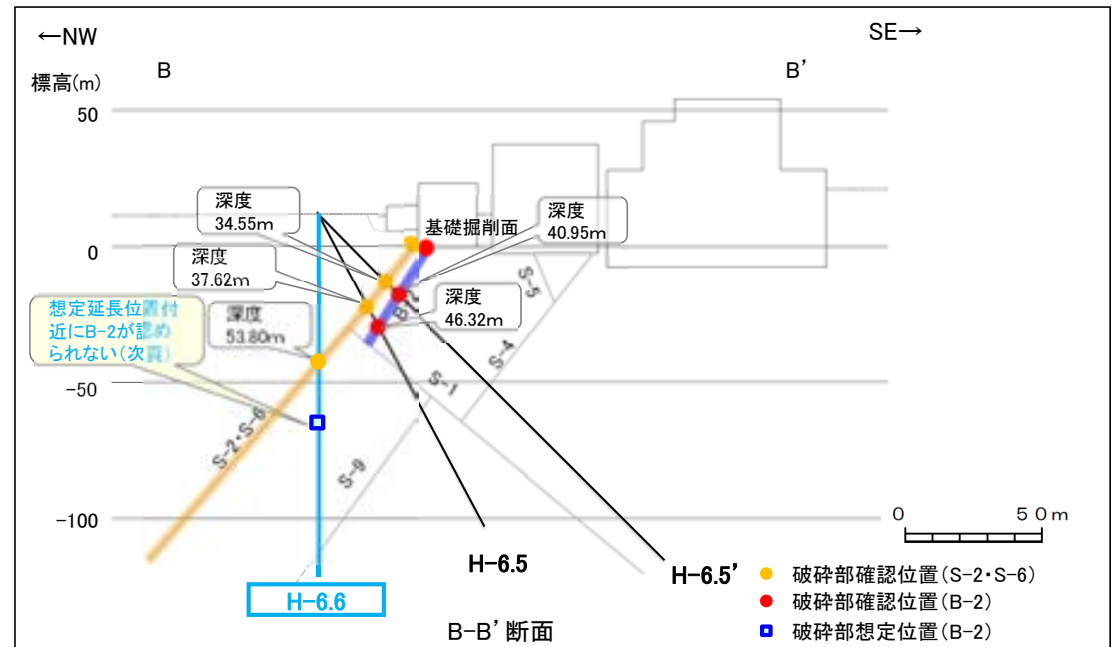 ←NW
SE→
B
B’
標高(m)
50
0
-50
-100
深度
34.55m
深度
37.62m
基礎掘削面
深度
40.95m
深度
46.32m
想定延長位置付
近にB-2が認め
られない(次頁)
深度
53.80m
B-2
S-5
S-4
S-1
S-2・S-6
S-9
0
50m
H-6.5
H-6.5’
H-6.6
B-B’断面
破砕部確認位置(S-2・S-6)
破砕部確認位置(B-2)
破砕部想定位置(B-2)